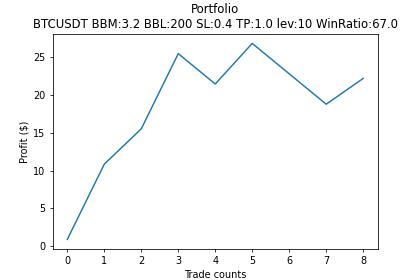 Portfolio
BTCUSDT BBM:3.2 BBL:200 SL:0.4 TP:1.0 lev:10 WinRatio:67.0
25
20
15
10
5
0
Profit ($)
0 1 2 3 4 5 6 7 8
Trade counts